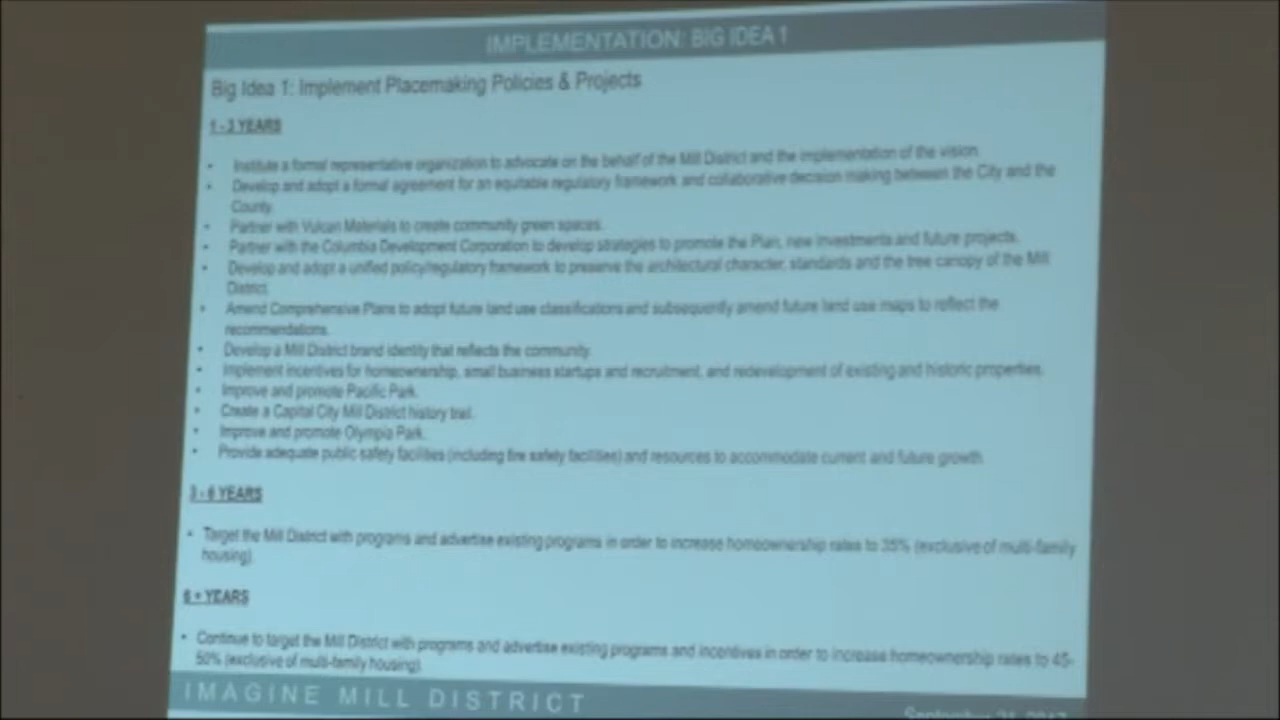 IMPLEMENTATION: BIG IDEA 1
Big Idea 1: Implement Placemaking Policies & Projects
1 - 3 YEARS
• Institute a formal representative organization to advocate on the behalf of the Mill District and the implementation of the vision.
• Develop and adopt a formal agreement for an equitable regulatory framework and collaborative decision making between the City and the
County.
• Partner with Vulcan Materials to create community green spaces.
• Partner with the Columbia Development Corporation to develop strategies to promote the Plan, new investments and future projects.
• Develop and adopt a unified policy/regulatory framework to preserve the architectural character, standards and the tree canopy of the Mill
District.
• Amend Comprehensive Plans to adopt future land use classifications and subsequently amend future land use maps to reflect the
recommendations.
• Develop a Mill District brand identity that reflects the community.
• Implement incentives for homeownership, small business startups and recruitment, and redevelopment of existing and historic properties.
• Improve and promote Pacific Park.
• Create a Capital City Mill District history trail.
• Improve and promote Olympia Park.
• Provide adequate public safety facilities (including fire safety facilities) and resources to accommodate current and future growth.
3 - 6 YEARS
• Target the Mill District with programs and advertise existing programs in order to increase homeownership rates to 35% (exclusive of multi-family
housing).
6 + YEARS
• Continue to target the Mill District with programs and advertise existing programs and incentives in order to increase homeownership rates to 45-
50% (exclusive of multi-family housing).
IMAGINE MILL DISTRICT
September